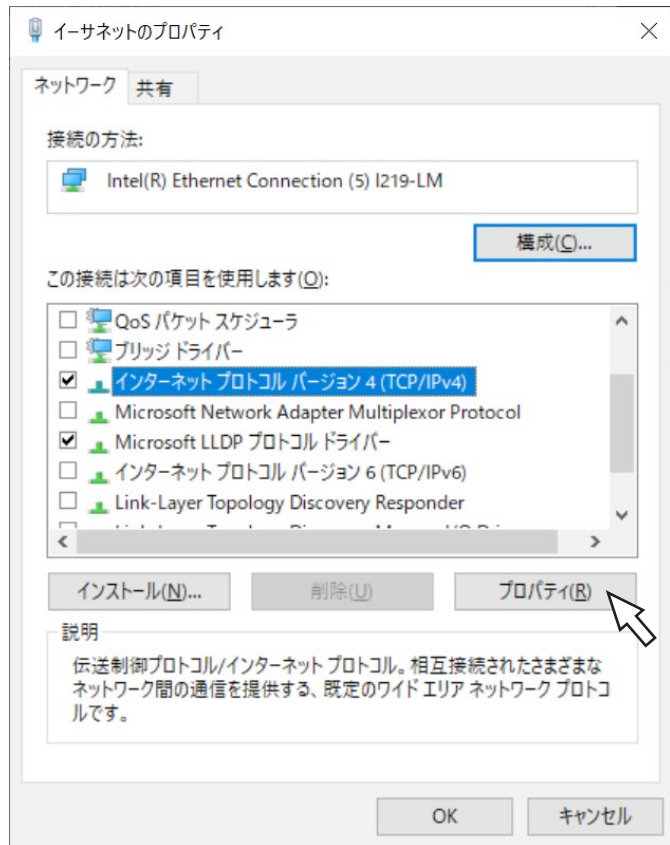 イーサネットのプロパティ
ネットワーク 共有
接続の方法:
Intel(R) Ethernet Connection (5) I219-LM
構成(C)...
この接続は次の項目を使用します(O):
QoS パケット スケジューラ
ブリッジ ドライバー
インターネット プロトコル バージョン 4 (TCP/IPv4)
Microsoft Network Adapter Multiplexor Protocol
Microsoft LLDP プロトコル ドライバー
インターネット プロトコル バージョン 6 (TCP/IPv6)
Link-Layer Topology Discovery Responder
インストール(N)... 削除(U) プロパティ(R)
説明
伝送制御プロトコル/インターネット プロトコル。相互接続されたさまざまな
ネットワーク間の通信を提供する、既定のワイド エリア ネットワーク プロトコ
ルです。
OK キャンセル